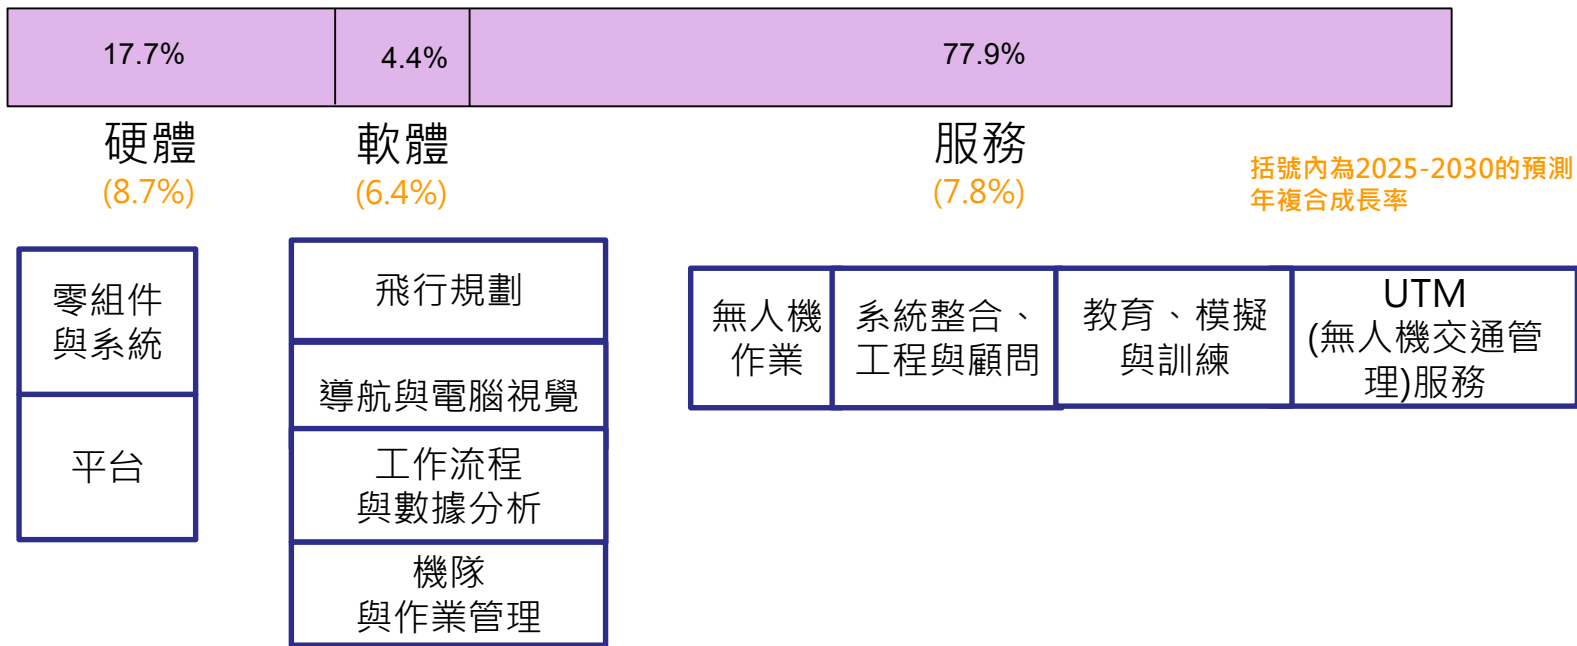 17.7%
4.4%
77.9%
硬體
(8.7%)
軟體
(6.4%)
服務
(7.8%)
括號內為2025-2030的預測
年複合成長率
零組件
與系統
平台
飛行規劃
導航與電腦視覺
工作流程
與數據分析
機隊
與作業管理
無人機
作業
系統整合、
工程與顧問
教育、模擬
與訓練
UTM
(無人機交通管
理)服務